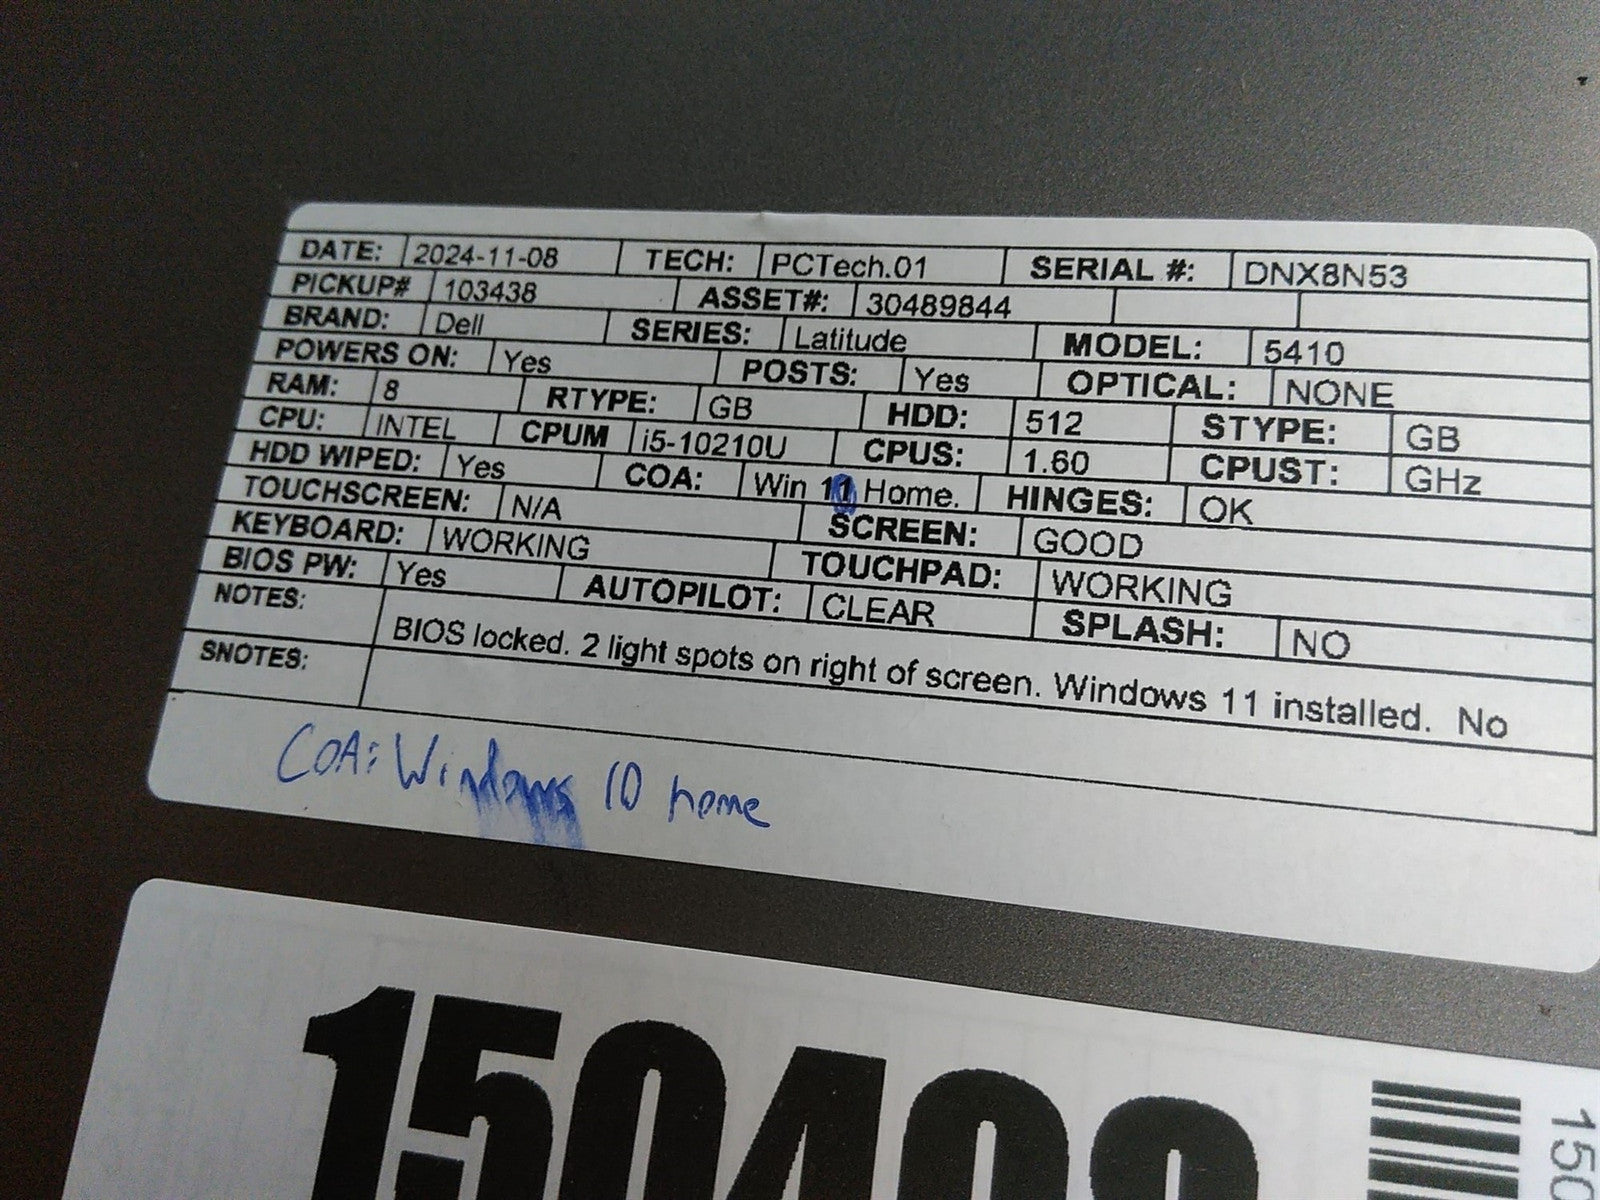 DATE: 2024-11-08 TECH: PCTech.01 SERIAL #: DNX8N53
PICKUP# 103438 ASSET#: 30489844
BRAND: Dell SERIES: Latitude MODEL: 5410
POWERS ON: Yes POSTS: Yes OPTICAL: NONE
RAM: 8 RTYPE: GB HDD: 512 STYPE: GB
CPU: INTEL CPUM i5-10210U CPUS: 1.60 CPUST: GHz
HDD WIPED: Yes COA: Win 11 Home. HINGES: OK
TOUCHSCREEN: N/A SCREEN: GOOD
KEYBOARD: WORKING TOUCHPAD: WORKING
BIOS PW: Yes AUTOPILOT: CLEAR SPLASH: NO
NOTES: BIOS locked. 2 light spots on right of screen. Windows 11 installed. No
SNOTES:
COA: Windows 10 home